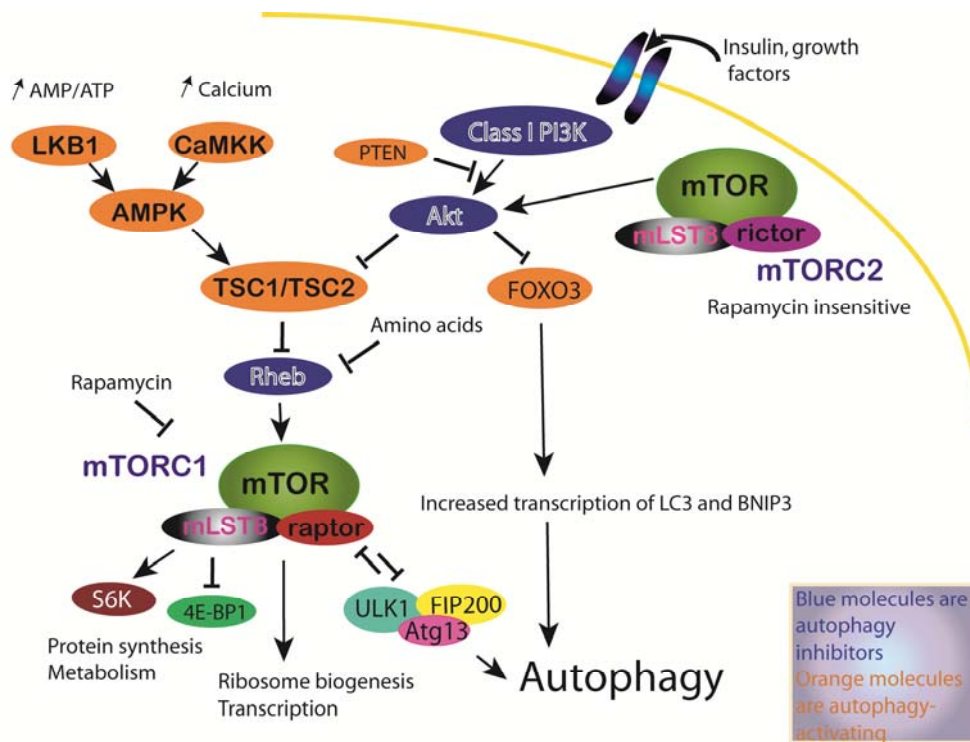 Insulin, growth
factors
↗ AMP/ATP
↗ Calcium
LKB1
CaMKK
Class I PI3K
PTEN
mTOR
AMPK
Akt
mLST8
rictor
mTORC2
TSC1/TSC2
FOXO3
Rapamycin insensitive
Amino acids
Rheb
Rapamycin
mTORC1
mTOR
Increased transcription of LC3 and BNIP3
mLST8
raptor
S6K
4E-BP1
ULK1
FIP200
Atg13
Protein synthesis
Metabolism
Ribosome biogenesis
Transcription
Autophagy
Blue molecules are
autophagy
inhibitors
Orange molecules
are autophagy-
activating